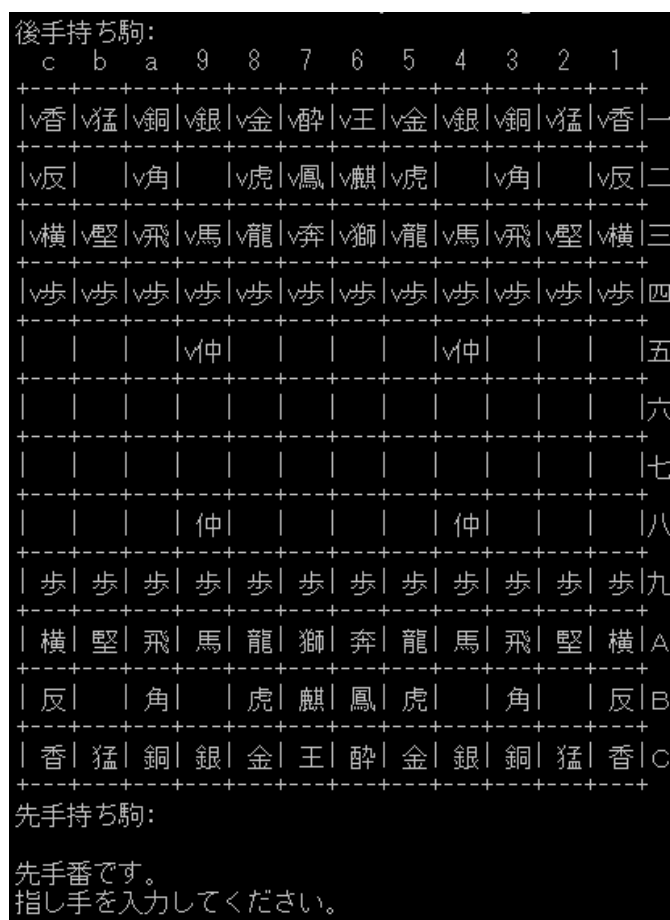 後手持ち駒:
c b a 9 8 7 6 5 4 3 2 1
+---+---+---+---+---+---+---+---+---+---+---+---+
|v香|v猛|v銅|v銀|v金|v酔|v王|v金|v銀|v銅|v猛|v香|一
+---+---+---+---+---+---+---+---+---+---+---+---+
|v反| |v角| |v虎|v鳳|v麒|v虎| |v角| |v反|二
+---+---+---+---+---+---+---+---+---+---+---+---+
|v横|v堅|v飛|v馬|v龍|v奔|v獅|v龍|v馬|v飛|v堅|v横|三
+---+---+---+---+---+---+---+---+---+---+---+---+
|v歩|v歩|v歩|v歩|v歩|v歩|v歩|v歩|v歩|v歩|v歩|v歩|四
+---+---+---+---+---+---+---+---+---+---+---+---+
| | | |v仲| | | | |v仲| | | |五
+---+---+---+---+---+---+---+---+---+---+---+---+
| | | | | | | | | | | | |六
+---+---+---+---+---+---+---+---+---+---+---+---+
| | | | | | | | | | | | |七
+---+---+---+---+---+---+---+---+---+---+---+---+
| | | | 仲| | | | | 仲| | | |八
+---+---+---+---+---+---+---+---+---+---+---+---+
| 歩| 歩| 歩| 歩| 歩| 歩| 歩| 歩| 歩| 歩| 歩| 歩|九
+---+---+---+---+---+---+---+---+---+---+---+---+
| 横| 堅| 飛| 馬| 龍| 獅| 奔| 龍| 馬| 飛| 堅| 横|A
+---+---+---+---+---+---+---+---+---+---+---+---+
| 反| | 角| | 虎| 麒| 鳳| 虎| | 角| | 反|B
+---+---+---+---+---+---+---+---+---+---+---+---+
| 香| 猛| 銅| 銀| 金| 王| 酔| 金| 銀| 銅| 猛| 香|C
+---+---+---+---+---+---+---+---+---+---+---+---+
先手持ち駒:
先手番です。
指し手を入力してください。